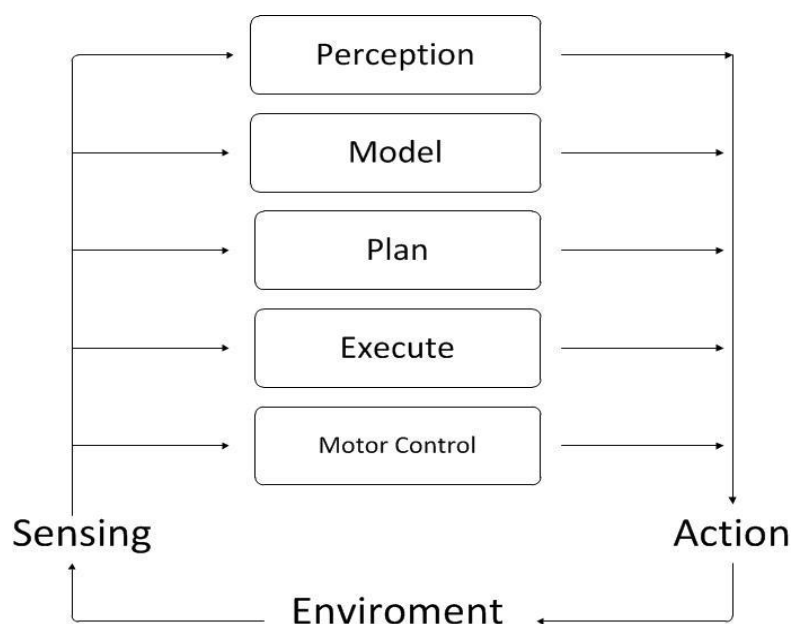 Perception
Model
Plan
Execute
Motor Control
Sensing
Action
Enviroment